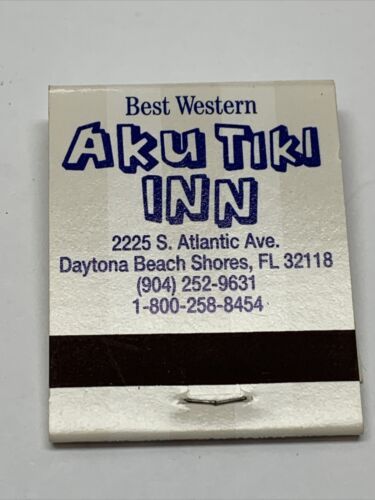 Best Western
AKU TIKI
INN
2225 S. Atlantic Ave.
Daytona Beach Shores, FL 32118
(904) 252-9631
1-800-258-8454